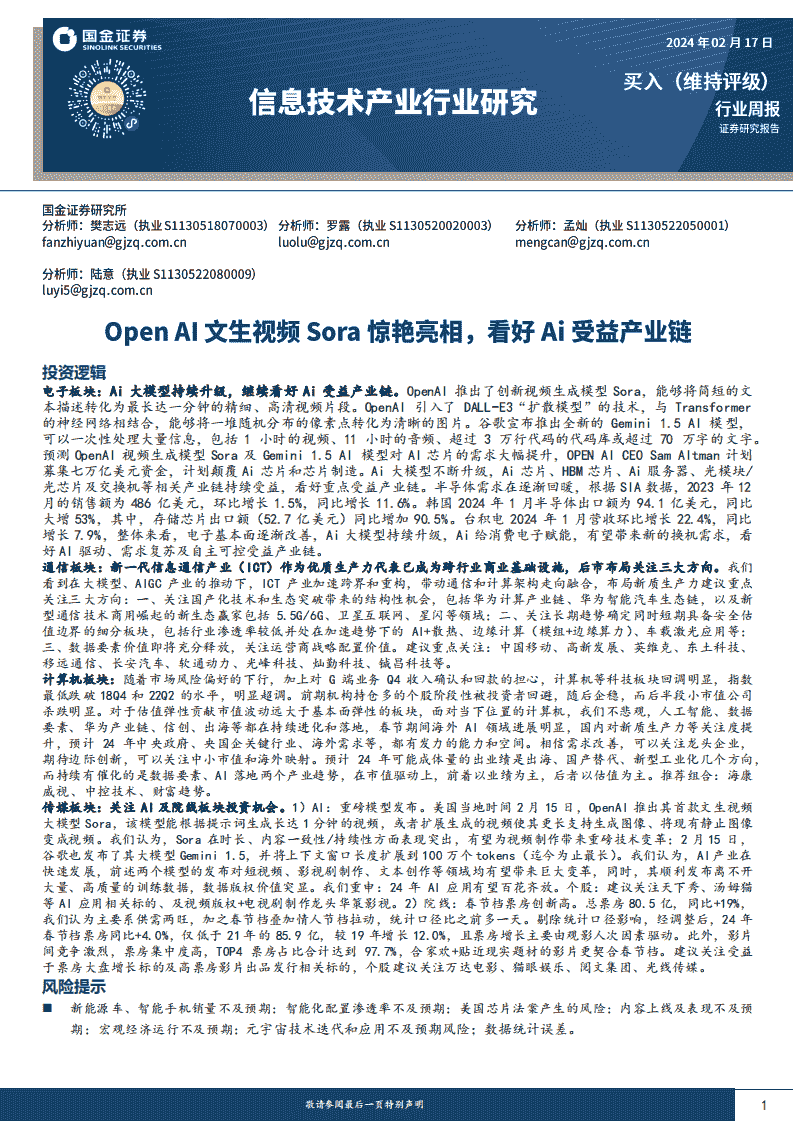 国金证券
SINOLINK SECURITIES
2024 年 02 月 17 日
信息技术产业行业研究
买入（维持评级）
行业周报
证券研究报告
国金证券研究所
分析师：樊志远（执业 S1130518070003） 分析师：罗露（执业 S1130520020003） 分析师：孟灿（执业 S1130522050001）
fanzhiyuan@gjzq.com.cn luolu@gjzq.com.cn mengcan@gjzq.com.cn
分析师：陆意（执业 S1130522080009）
luyi5@gjzq.com.cn
Open AI 文生视频 Sora 惊艳亮相，看好 Ai 受益产业链
投资逻辑
电子板块：Ai 大模型持续升级，继续看好 Ai 受益产业链。OpenAI 推出了创新视频生成模型 Sora，能够将简短的文
本描述转化为最长达一分钟的精细、高清视频片段。OpenAI 引入了 DALL-E3“扩散模型”的技术，与 Transformer
的神经网络相结合，能够将一堆随机分布的像素点转化为清晰的图片。谷歌宣布推出全新的 Gemini 1.5 AI 模型，
可以一次性处理大量信息，包括 1 小时的视频、11 小时的音频、超过 3 万行代码的代码库或超过 70 万字的文字。
预测 OpenAI 视频生成模型 Sora 及 Gemini 1.5 AI 模型对 AI 芯片的需求大幅提升，OPEN AI CEO Sam Altman 计划
募集七万亿美元资金，计划颠覆 Ai 芯片和芯片制造。Ai 大模型不断升级，Ai 芯片、HBM 芯片、Ai 服务器、光模块/
光芯片及交换机等相关产业链持续受益，看好重点受益产业链。半导体需求在逐渐回暖，根据 SIA 数据，2023 年 12
月的销售额为 486 亿美元，环比增长 1.5%，同比增长 11.6%。韩国 2024 年 1 月半导体出口额为 94.1 亿美元，同比
大增 53%，其中，存储芯片出口额（52.7 亿美元）同比增加 90.5%。台积电 2024 年 1 月营收环比增长 22.4%，同比
增长 7.9%，整体来看，电子基本面逐渐改善，Ai 大模型持续升级，Ai 给消费电子赋能，有望带来新的换机需求，看
好 AI 驱动、需求复苏及自主可控受益产业链。
通信板块：新一代信息通信产业（ICT）作为优质生产力代表已成为跨行业商业基础设施，后市布局关注三大方向。我们
看到在大模型、AIGC 产业的推动下，ICT 产业加速跨界和重构，带动通信和计算架构走向融合，布局新质生产力建议重点
关注三大方向：一、关注国产化技术和生态突破带来的结构性机会，包括华为计算产业链、华为智能汽车生态链，以及新
型通信技术商用崛起的新生态赢家包括 5.5G/6G、卫星互联网、星闪等领域；二、关注长期趋势确定同时短期具备安全估
值边界的细分板块，包括行业渗透率较低并处在加速趋势下的 AI+散热、边缘计算（模组+边缘算力）、车载激光应用等；
三、数据要素价值即将充分释放，关注运营商战略配置价值。建议重点关注：中国移动、高新发展、英维克、东土科技、
移远通信、长安汽车、软通动力、光峰科技、灿勤科技、铖昌科技等。
计算机板块：随着市场风险偏好的下行，加上对 G 端业务 Q4 收入确认和回款的担心，计算机等科技板块回调明显，指数
最低跌破 18Q4 和 22Q2 的水平，明显超调。前期机构持仓多的个股阶段性被投资者回避，随后企稳，而后半段小市值公司
杀跌明显。对于估值弹性贡献市值波动远大于基本面弹性的板块，面对当下位置的计算机，我们不悲观，人工智能、数据
要素、华为产业链、信创、出海等都在持续进化和落地，春节期间海外 AI 领域进展明显，国内对新质生产力等关注度提
升，预计 24 年中央政府、央国企关键行业、海外需求等，都有发力的能力和空间。相信需求改善，可以关注龙头企业，
期待边际创新，可以关注中小市值和海外映射。预计 24 年可能成体量的出业绩是出海、国产替代、新型工业化几个方向，
而持续有催化的是数据要素、AI 落地两个产业趋势，在市值驱动上，前者以业绩为主，后者以估值为主。推荐组合：海康
威视、中控技术、财富趋势。
传媒板块：关注 AI 及院线板块投资机会。1）AI：重磅模型发布。美国当地时间 2 月 15 日，OpenAI 推出其首款文生视频
大模型 Sora，该模型能根据提示词生成长达 1 分钟的视频，或者扩展生成的视频使其更长支持生成图像、将现有静止图像
变成视频。我们认为，Sora 在时长、内容一致性/持续性方面表现突出，有望为视频制作带来重磅技术变革；2 月 15 日，
谷歌也发布了其大模型 Gemini 1.5，并将上下文窗口长度扩展到 100 万个 tokens（迄今为止最长）。我们认为，AI 产业在
快速发展，前述两个模型的发布对短视频、影视剧制作、文本创作等领域均有望带来巨大变革，同时，其顺利发布离不开
大量、高质量的训练数据，数据版权价值突显。我们重申：24 年 AI 应用有望百花齐放。个股：建议关注天下秀、汤姆猫
等 AI 应用相关标的、及视频版权+电视剧制作龙头华策影视。2）院线：春节档票房创新高。总票房 80.5 亿，同比+19%，
我们认为主要系供需两旺，加之春节档叠加情人节档拉动，统计口径比之前多一天。剔除统计口径影响，经调整后，24 年
春节档票房同比+4.0%，仅低于 21 年的 85.9 亿，较 19 年增长 12.0%，且票房增长主要由观影人次因素驱动。此外，影片
间竞争激烈，票房集中度高，TOP4 票房占比合计达到 97.7%，合家欢+贴近现实题材的影片更契合春节档。建议关注受益
于票房大盘增长标的及高票房影片出品发行相关标的，个股建议关注万达电影、猫眼娱乐、阅文集团、光线传媒。
风险提示
■ 新能源车、智能手机销量不及预期；智能化配置渗透率不及预期；美国芯片法案产生的风险；内容上线及表现不及预
期；宏观经济运行不及预期；元宇宙技术迭代和应用不及预期风险；数据统计误差。
敬请参阅最后一页特别声明
1